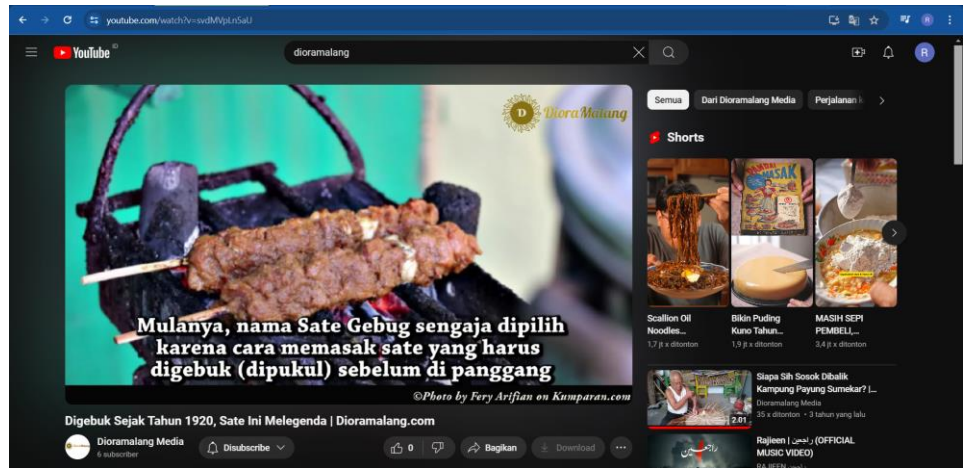 youtube.com/watch?v=svdMVpLn5aU
YouTube ID
dioramalang
R
D DioraMalang
Mulanya, nama Sate Gebug sengaja dipilih
karena cara memasak sate yang harus
digebuk (dipukul) sebelum di panggang
©Photo by Fery Arifian on Kumparan.com
Digebuk Sejak Tahun 1920, Sate Ini Melegenda | Dioramalang.com
Dioramalang Media
6 subscriber
Disubscribe
0
Bagikan
Download
Semua
Dari Dioramalang Media
Perjalanan k
Shorts
MASAK
Scallion Oil
Noodles...
1,7 jt x ditonton
Bikin Puding
Kuno Tahun...
1,9 jt x ditonton
MASIH SEPI
PEMBELI,...
3,4 jt x ditonton
2.01
Siapa Sih Sosok Dibalik
Kampung Payung Sumekar? |...
Dioramalang Media
35 x ditonton • 3 tahun yang lalu
راجعين
Rajieen | راجعين (OFFICIAL
MUSIC VIDEO)